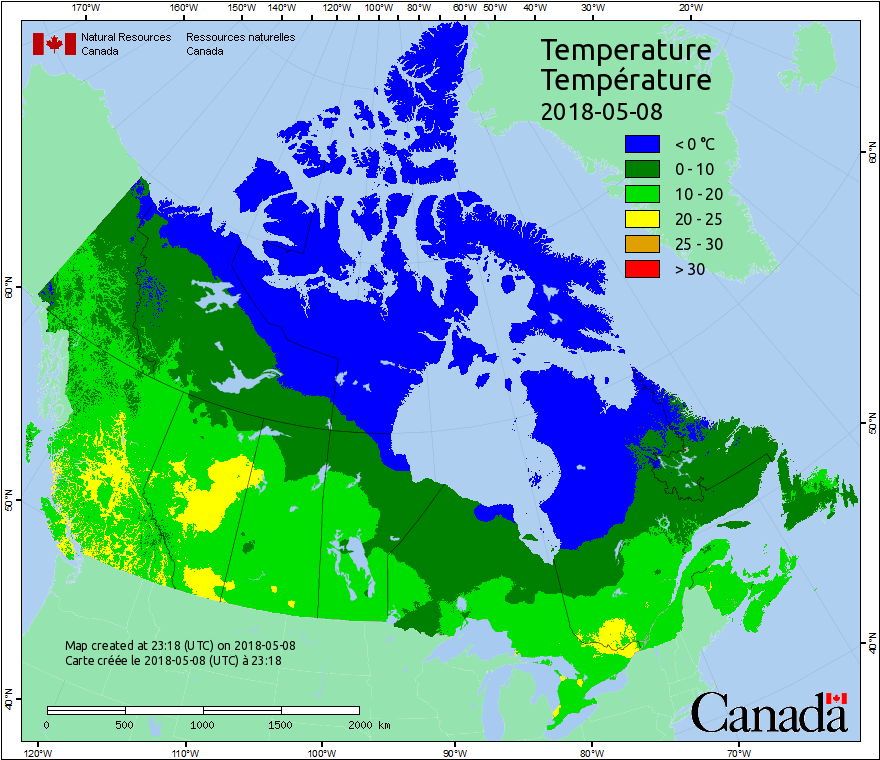 170°W 160°W 150°W 140°W 130°W 120°W 110°W 100°W 90°W 80°W 60°W 50°W 40°W 30°W 20°W
Natural Resources Ressources naturelles
Canada Canada
Temperature
Température
2018-05-08
< 0 °C
0 - 10
10 - 20
20 - 25
25 - 30
> 30
60°N 60°N
50°N 50°N
40°N 40°N
Map created at 23:18 (UTC) on 2018-05-08
Carte créée le 2018-05-08 (UTC) à 23:18
0 500 1000 1500 2000 km
Canada
120°W 110°W 100°W 90°W 80°W 70°W